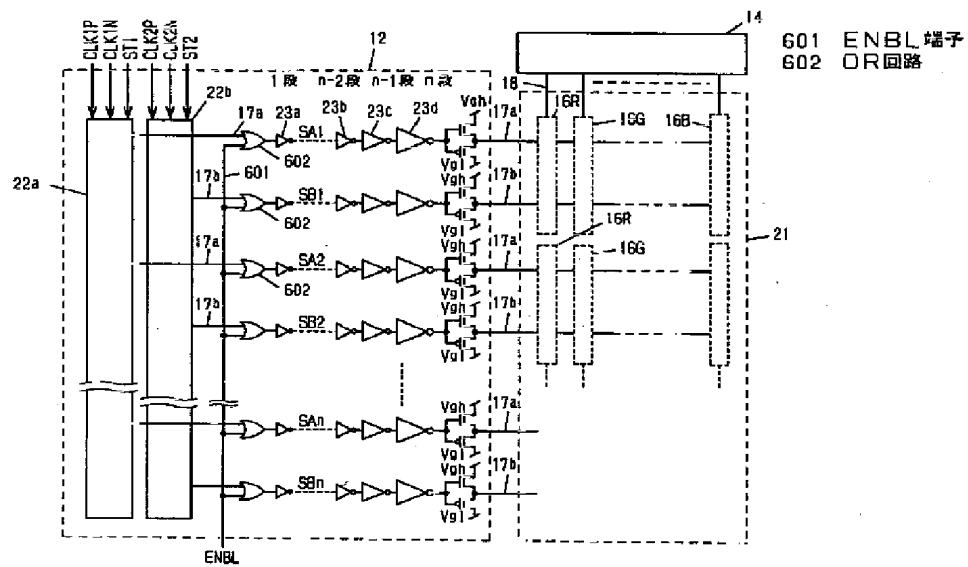 CLK1P
CLK1N
ST1
CLK2P
CLK2N
ST2
12
14
601 ENBL端子
602 OR回路
1段 n-2段 n-1段 n段
18
22b
17a
23a
23b
23c
23d
Vgh
17a
16R
16G
16B
SA1
22a
602
601
Vgl
17b
SB1
Vgh
17b
602
Vgl
16R
17a
SA2
Vgh
17a
16G
21
602
Vgl
17b
SB2
Vgh
17b
Vgl
SAn
Vgh
17a
Vgl
SBn
Vgh
17b
Vgl
ENBL